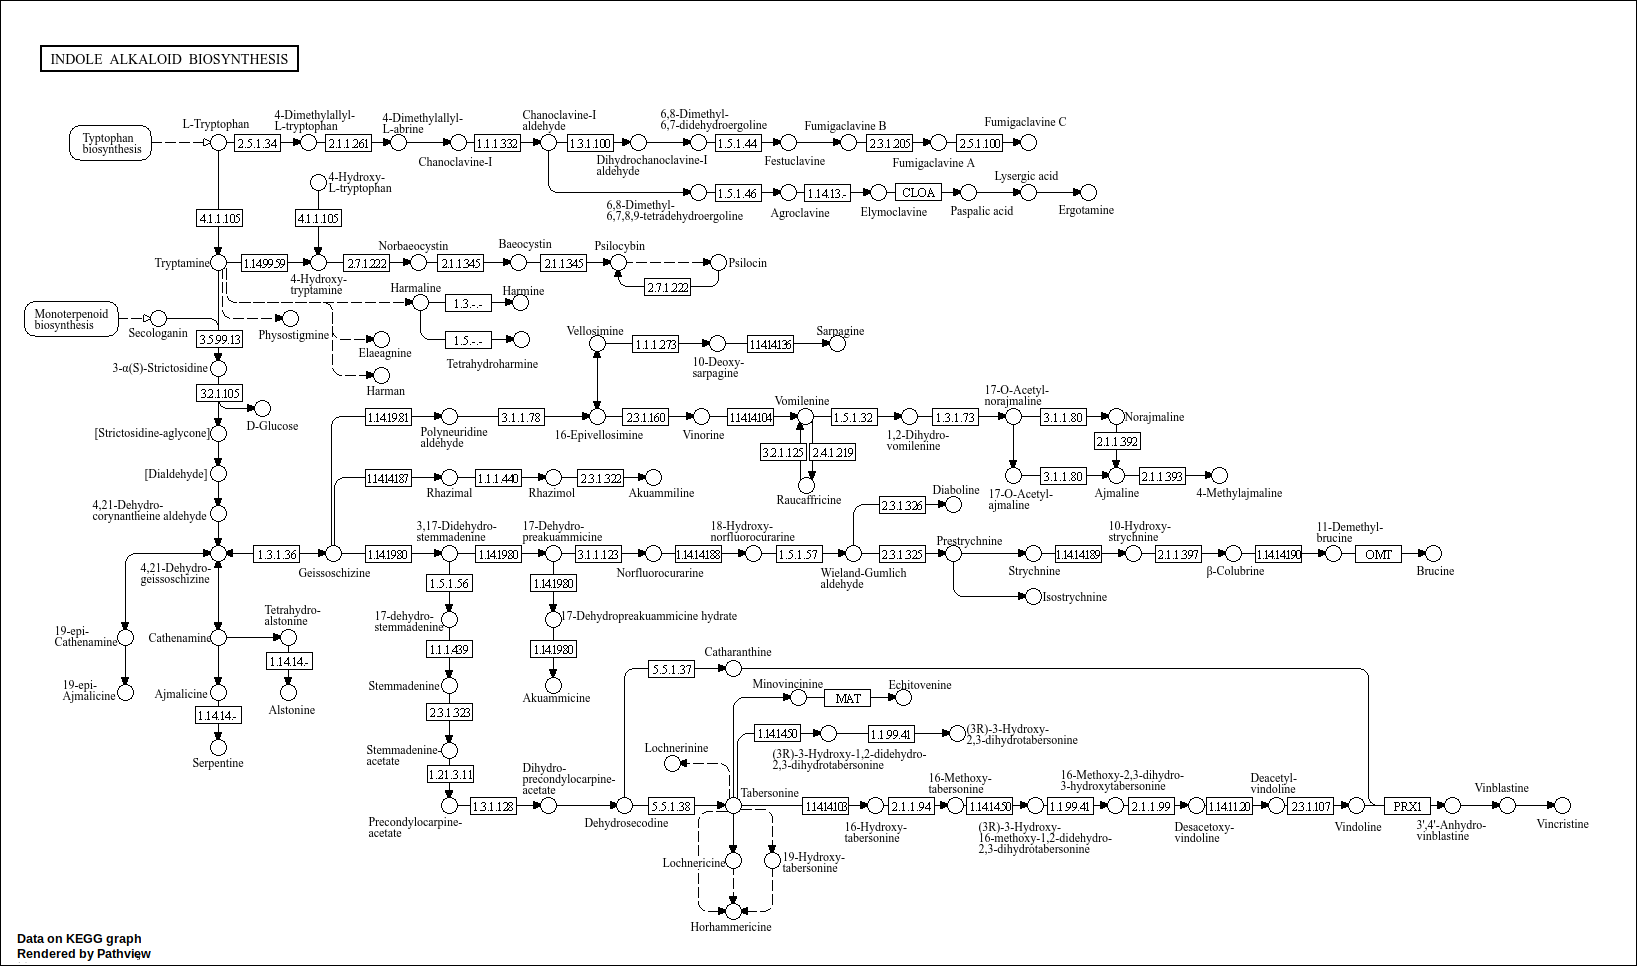 INDOLE ALKALOID BIOSYNTHESIS
Typtophan
biosynthesis
L-Tryptophan
2.5.1.34
4-Dimethylallyl-
L-tryptophan
2.1.1.261
4-Dimethylallyl-
L-abrine
Chanoclavine-I
1.1.1.332
Chanoclavine-I
aldehyde
1.3.1.100
Dihydrochanoclavine-I
aldehyde
6,8-Dimethyl-
6,7-didehydroergoline
1.5.1.44
Festuclavine
Fumigaclavine B
2.3.1.205
Fumigaclavine A
2.5.1.100
Fumigaclavine C
4-Hydroxy-
L-tryptophan
6,8-Dimethyl-
6,7,8,9-tetradehydroergoline
1.5.1.46
Agroclavine
1.14.13.-
Elymoclavine
CLOA
Paspalic acid
Lysergic acid
Ergotamine
4.1.1.105
4.1.1.105
Tryptamine
1.14.99.59
4-Hydroxy-
tryptamine
2.7.1.222
Norbaeocystin
2.1.1.345
Baeocystin
2.1.1.345
Psilocybin
Psilocin
2.7.1.222
Harmaline
1.3.-.-
Harmine
1.5.-.-
Tetrahydroharmine
Monoterpenoid
biosynthesis
Secologanin
Physostigmine
Elaeagnine
Harman
3.5.99.13
3-α(S)-Strictosidine
3.2.1.105
D-Glucose
[Strictosidine-aglycone]
[Dialdehyde]
4,21-Dehydro-
corynantheine aldehyde
Vellosimine
1.1.1.273
10-Deoxy-
sarpagine
1.14.14.136
Sarpagine
1.14.19.81
Polyneuridine
aldehyde
3.1.1.78
16-Epivellosimine
2.3.1.160
Vinorine
1.14.14.104
Vomilenine
1.5.1.32
1,2-Dihydro-
vomilenine
1.3.1.73
17-O-Acetyl-
norajmaline
3.1.1.80
Norajmaline
3.2.1.125
2.4.1.219
Raucaffricine
2.1.1.392
17-O-Acetyl-
ajmaline
3.1.1.80
Ajmaline
2.1.1.393
4-Methylajmaline
1.14.14.187
Rhazimal
1.1.1.440
Rhazimol
2.3.1.322
Akuammiline
2.3.1.326
Diaboline
4,21-Dehydro-
geissoschizine
1.3.1.36
Geissoschizine
1.14.19.80
3,17-Didehydro-
stemmadenine
1.14.19.80
17-Dehydro-
preakuammicine
3.1.1.123
Norfluorocurarine
1.14.14.188
18-Hydroxy-
norfluorocurarine
1.5.1.57
Wieland-Gumlich
aldehyde
2.3.1.325
Prestrychnine
Strychnine
1.14.14.189
10-Hydroxy-
strychnine
2.1.1.397
β-Colubrine
1.14.14.190
11-Demethyl-
brucine
OMT
Brucine
Isostrychnine
1.5.1.56
1.14.19.80
17-dehydro-
stemmadenine
17-Dehydropreakuammicine hydrate
1.1.1.439
1.14.19.80
Stemmadenine
Akuammicine
2.3.1.323
Stemmadenine-
acetate
1.21.3.11
19-epi-
Cathenamine
Cathenamine
Tetrahydro-
alstonine
1.14.14.-
19-epi-
Ajmalicine
Ajmalicine
Alstonine
1.14.14.-
Serpentine
5.5.1.37
Catharanthine
Minovincinine
MAT
Echitovenine
1.14.14.50
(3R)-3-Hydroxy-1,2-didehydro-
2,3-dihydrotabersonine
1.1.99.41
(3R)-3-Hydroxy-
2,3-dihydrotabersonine
Lochnerinine
Precondylocarpine-
acetate
1.3.1.128
Dihydro-
precondylocarpine-
acetate
Dehydrosecodine
5.5.1.38
Tabersonine
1.14.14.103
16-Hydroxy-
tabersonine
2.1.1.94
16-Methoxy-
tabersonine
1.14.14.50
(3R)-3-Hydroxy-
16-methoxy-1,2-didehydro-
2,3-dihydrotabersonine
1.1.99.41
16-Methoxy-2,3-dihydro-
3-hydroxytabersonine
2.1.1.99
Desacetoxy-
vindoline
1.14.11.20
Deacetyl-
vindoline
2.3.1.107
Vindoline
PRX1
3',4'-Anhydro-
vinblastine
Vinblastine
Vincristine
Lochnericine
19-Hydroxy-
tabersonine
Horhammericine
Data on KEGG graph
Rendered by Pathview